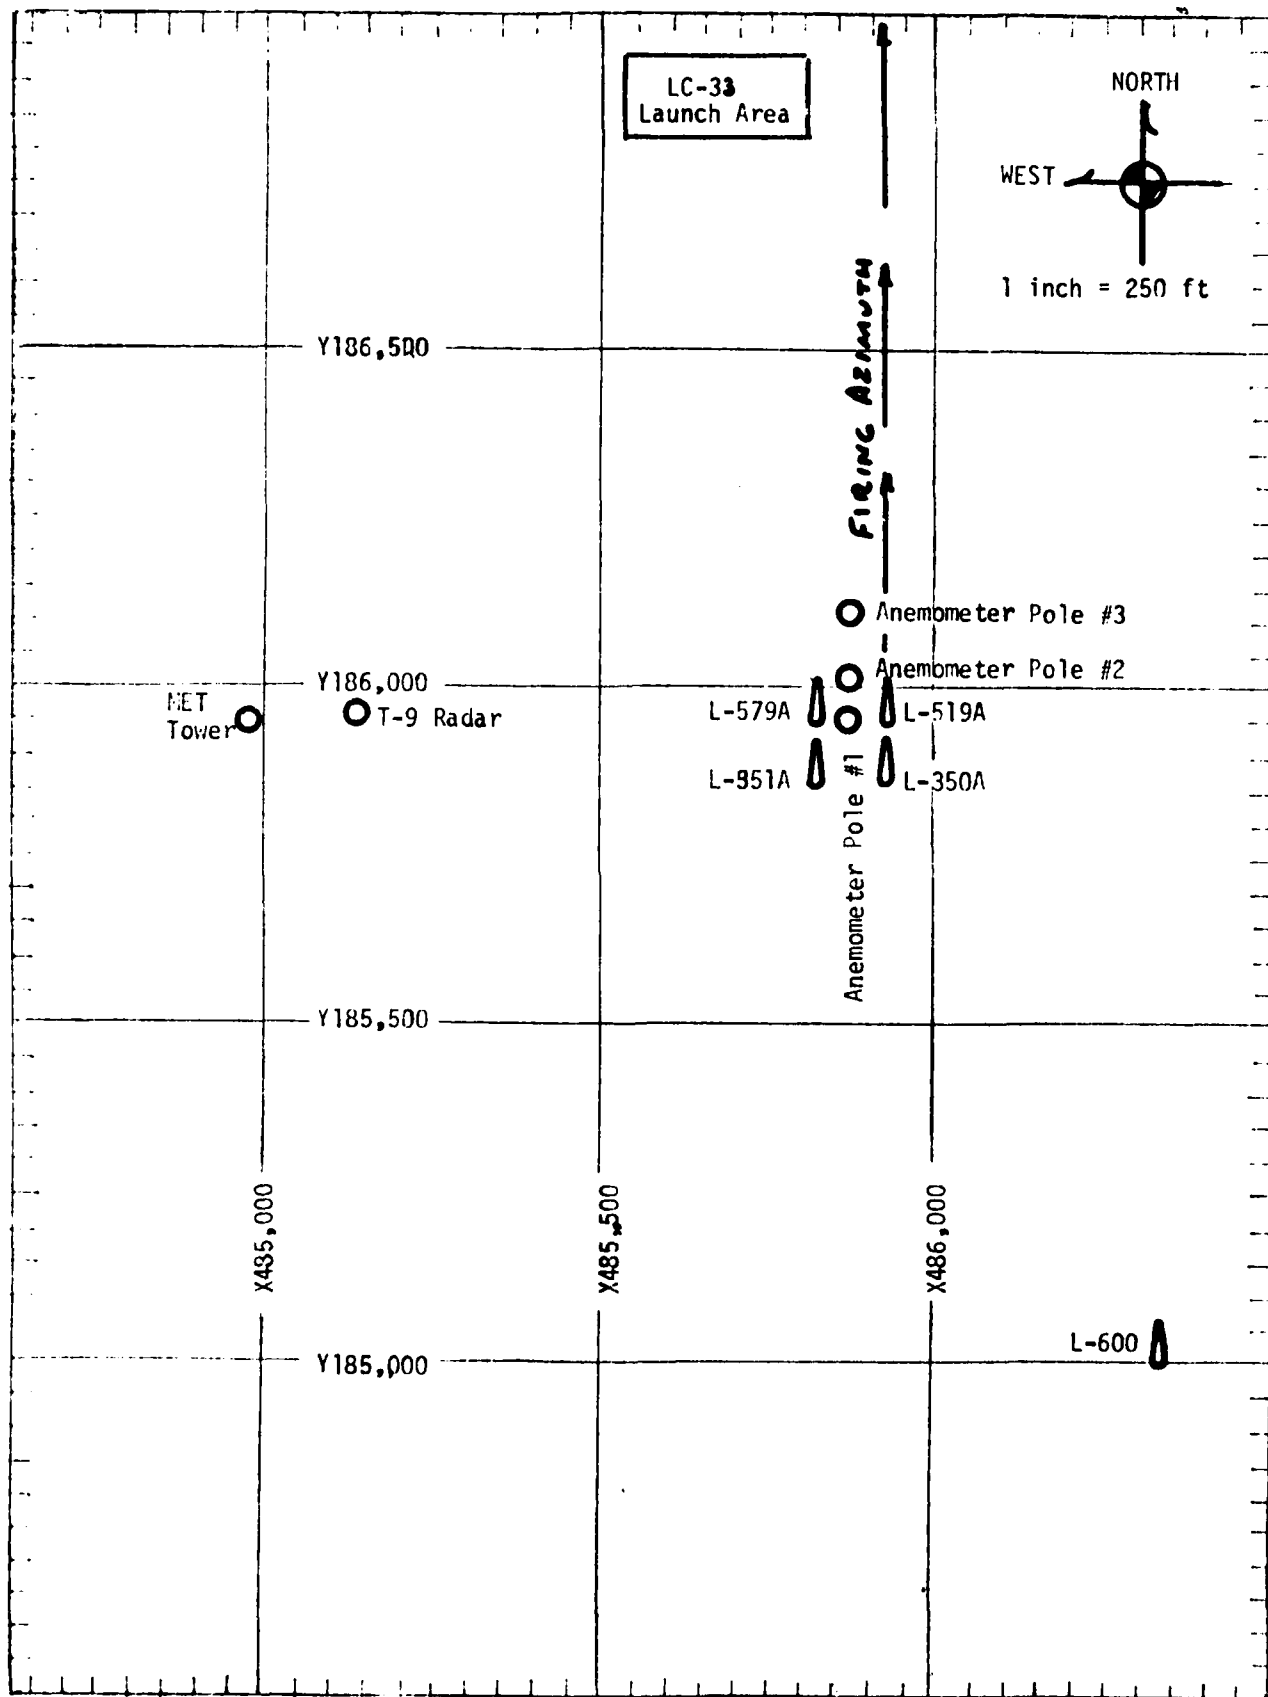 LC-33
Launch Area
NORTH
WEST
1 inch = 250 ft
FIRING AZIMUTH
Y186,500
Anemometer Pole #3
Y186,000
Anemometer Pole #2
MET
Tower
T-9 Radar
L-579A
L-519A
L-351A
L-350A
Anemometer Pole #1
Y185,500
X485,000
X485,500
X486,000
L-600
Y185,000